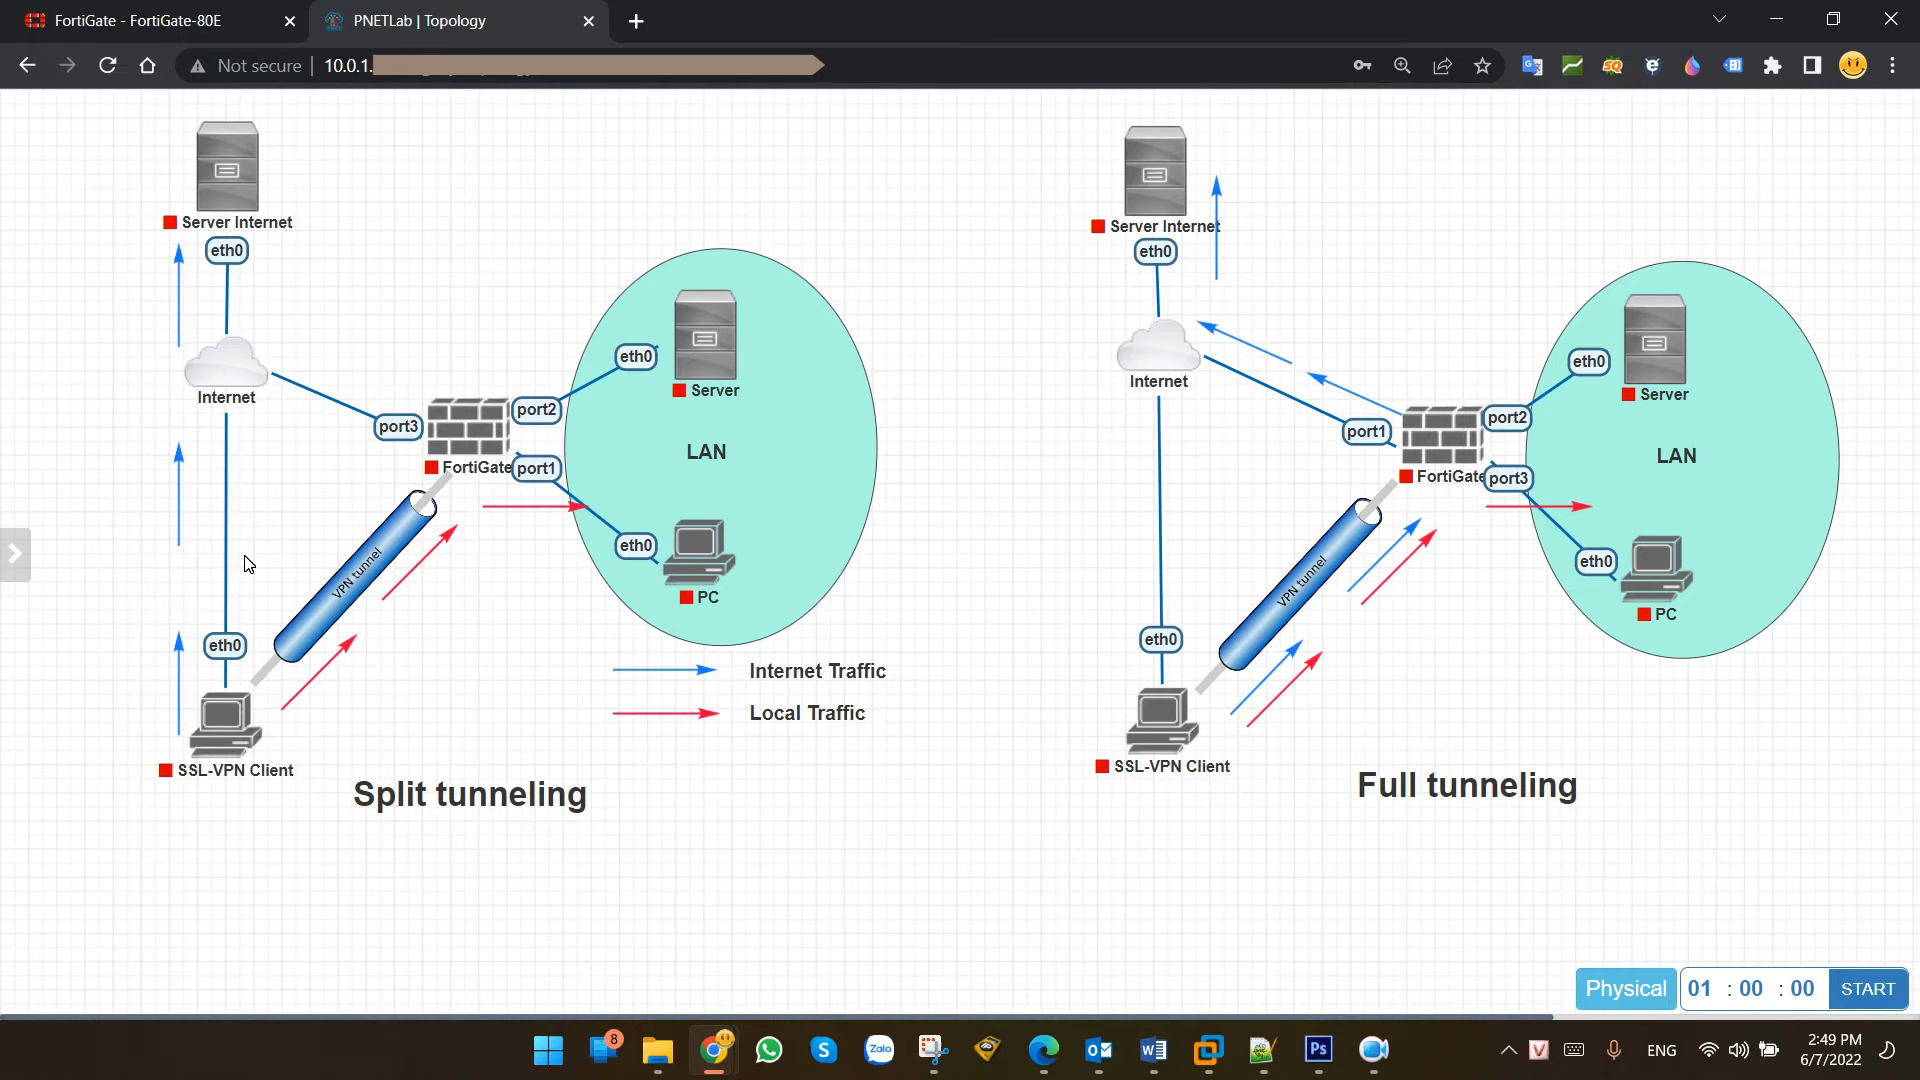 FortiGate - FortiGate-80E
PNETLab | Topology
Not secure
10.0.1.
Server Internet
eth0
Internet
port3
FortiGate
port2
port1
eth0
Server
LAN
eth0
PC
VPN tunnel
eth0
SSL-VPN Client
Internet Traffic
Local Traffic
Split tunneling
Server Internet
eth0
Internet
port1
FortiGate
port2
port3
eth0
Server
LAN
eth0
PC
VPN tunnel
eth0
SSL-VPN Client
Full tunneling
Physical
01 : 00 : 00
START
8
Zalo
Ps
ENG
2:49 PM
6/7/2022